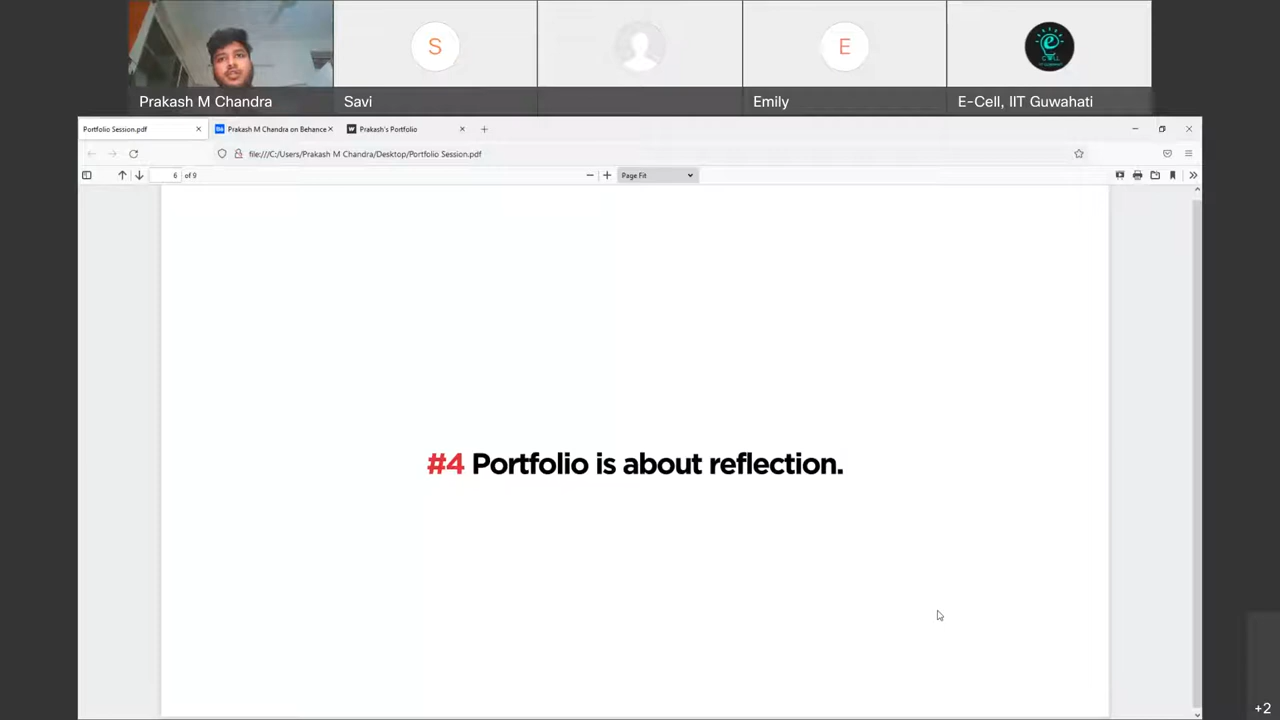 S
E
Prakash M Chandra
Savi
Emily
E-Cell, IIT Guwahati
Portfolio Session.pdf
Prakash M Chandra on Behance
Prakash's Portfolio
file:///C:/Users/Prakash M Chandra/Desktop/Portfolio Session.pdf
6 of 9
Page Fit
#4 Portfolio is about reflection.
+2